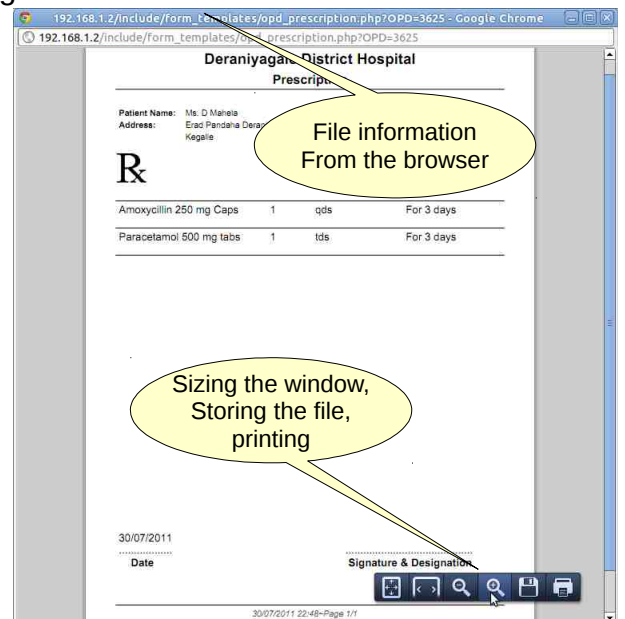 192.168.1.2/include/form_templates/opd_prescription.php?OPD=3625 - Google Chrome
192.168.1.2/include/form_templates/opd_prescription.php?OPD=3625
Deraniyagala District Hospital
Patient Name: Ms. D Mahela
Address: Erad Pandaha
Kegalle
File information
From the browser
Rx
Amoxycillin 250 mg Caps 1 qds For 3 days
Paracetamol 500 mg tabs 1 tds For 3 days
Sizing the window,
Storing the file,
printing
30/07/2011
Date Signature & Designation
30/07/2011 22:48~Page 1/1